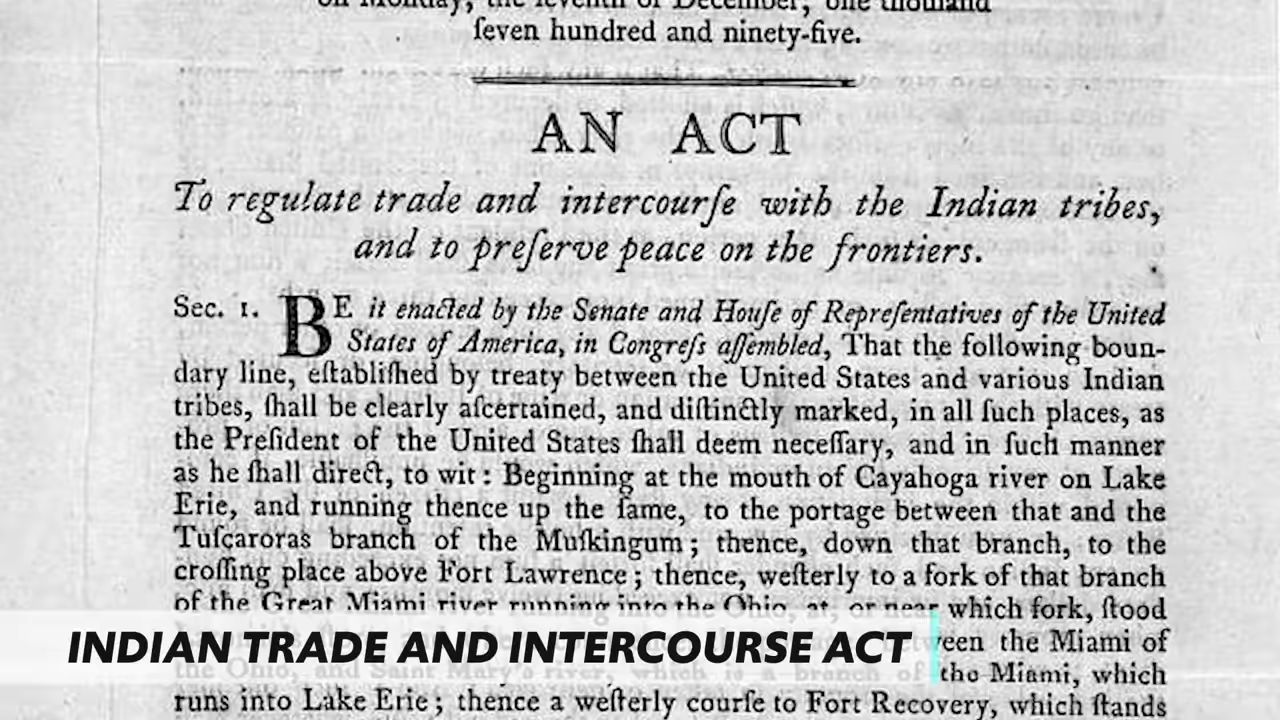 on Monday, the ſeventh of December, one thouſand
ſeven hundred and ninety-five.
AN ACT
To regulate trade and intercourſe with the Indian tribes,
and to preſerve peace on the frontiers.
Sec. 1. BE it enacted by the Senate and Houſe of Repreſentatives of the United
States of America, in Congreſs aſſembled, That the following boun-
dary line, eſtabliſhed by treaty between the United States and various Indian
tribes, ſhall be clearly aſcertained, and diſtinctly marked, in all ſuch places, as
the Preſident of the United States ſhall deem neceſſary, and in ſuch manner
as he ſhall direct, to wit: Beginning at the mouth of Cayahoga river on Lake
Erie, and running thence up the ſame, to the portage between that and the
Tuſcaroras branch of the Muſkingum; thence, down that branch, to the
croſſing place above Fort Lawrence; thence, weſterly to a fork of that branch
of the Great Miami river running into the Ohio, at, or near which fork, ſtood
INDIAN TRADE AND INTERCOURSE ACT
ween the Miami of
the Ohio, and Saint Mary's river, which is a branch of the Miami, which
runs into Lake Erie; thence a weſterly courſe to Fort Recovery, which ſtands